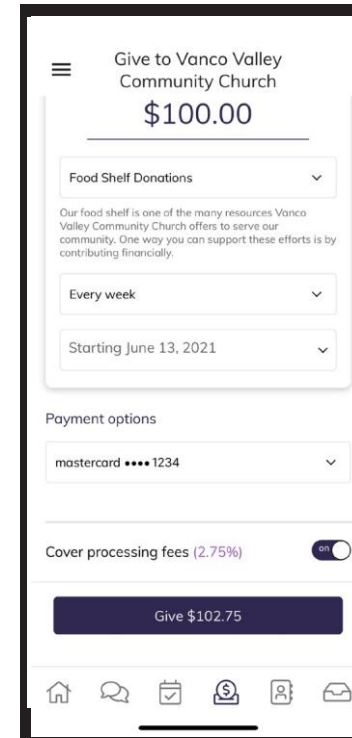 Give to Vanco Valley
Community Church
$100.00
Food Shelf Donations
Our food shelf is one of the many resources Vanco
Valley Community Church offers to serve our
community. One way you can support these efforts is by
contributing financially.
Every week
Starting June 13, 2021
Payment options
mastercard •••• 1234
Cover processing fees (2.75%)
on
Give $102.75
$